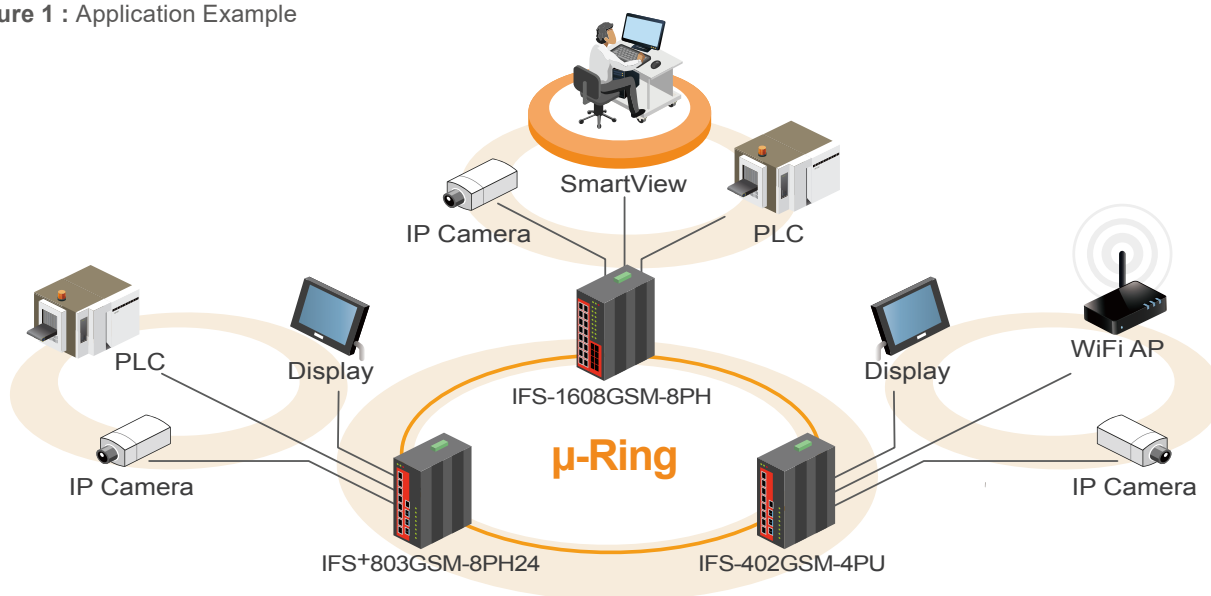 ure 1 : Application Example
SmartView
IP Camera
PLC
IFS-1608GSM-8PH
PLC
Display
IP Camera
IFS+803GSM-8PH24
μ-Ring
Display
WiFi AP
IP Camera
IFS-402GSM-4PU